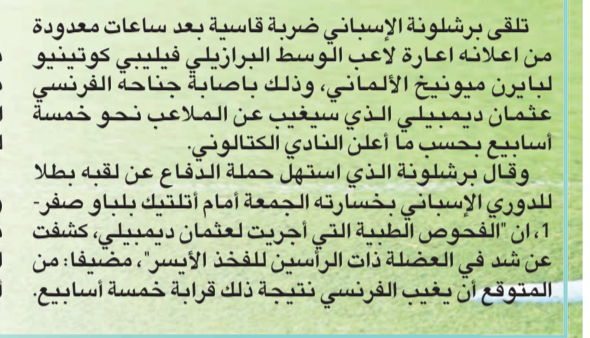 تلقى برشلونة الإسباني ضربة قاسية بعد ساعات معدودة
من اعلانه اعارة لاعب الوسط البرازيلي فيليبي كوتينيو
لبايرن ميونيخ الألماني، وذلك باصابة جناحه الفرنسي
عثمان ديمبيلي الذي سيغيب عن الملاعب نحو خمسة
أسابيع بحسب ما أعلن النادي الكتالوني.
وقال برشلونة الذي استهل حملة الدفاع عن لقبه بطلا
للدوري الإسباني بخسارته الجمعة أمام أتلتيك بلباو صفر-
1، ان "الفحوص الطبية التي أجريت لعثمان ديمبيلي، كشفت
عن شد في العضلة ذات الرأسين للفخذ الأيسر"، مضيفا: من
المتوقع أن يغيب الفرنسي نتيجة ذلك قرابة خمسة أسابيع.